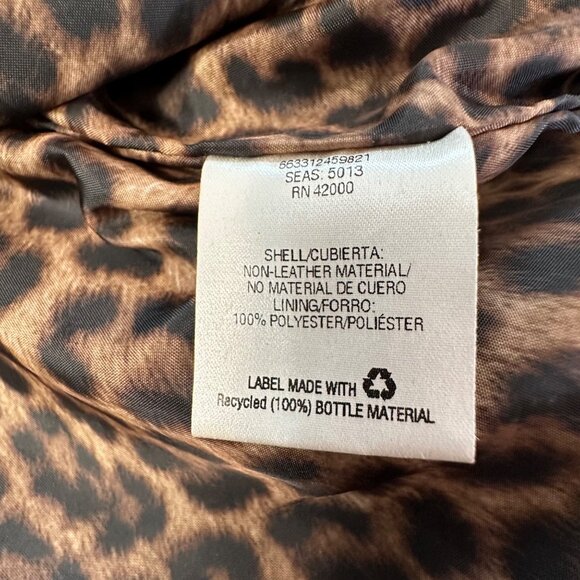 663312459821
SEAS: 5013
RN 42000
SHELL/CUBIERTA:
NON-LEATHER MATERIAL/
NO MATERIAL DE CUERO
LINING/FORRO:
100% POLYESTER/POLIÉSTER
LABEL MADE WITH
Recycled (100%) BOTTLE MATERIAL